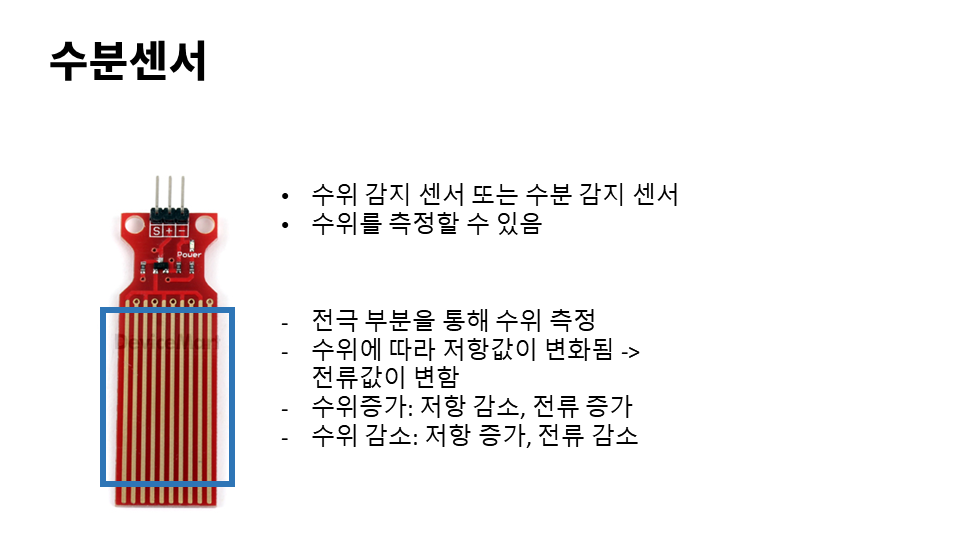 수분센서
• 수위 감지 센서 또는 수분 감지 센서
• 수위를 측정할 수 있음
S + -
Power
DeviceMart
- 전극 부분을 통해 수위 측정
- 수위에 따라 저항값이 변화됨 ->
전류값이 변함
- 수위증가: 저항 감소, 전류 증가
- 수위 감소: 저항 증가, 전류 감소